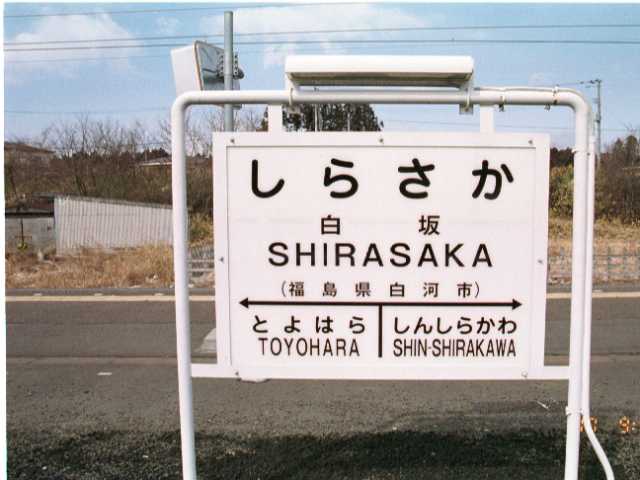 しらさか
白坂
SHIRASAKA
(福島県白河市)
とよはら しんしらかわ
TOYOHARA SHIN-SHIRAKAWA